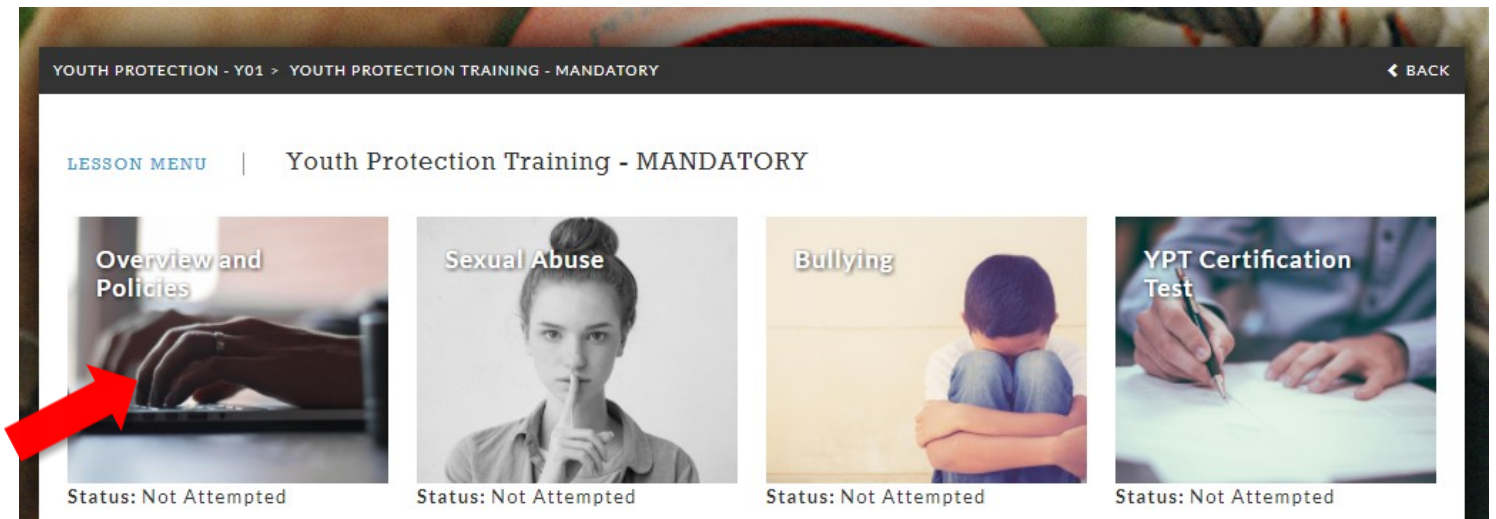 YOUTH PROTECTION - Y01 > YOUTH PROTECTION TRAINING - MANDATORY
BACK
LESSON MENU | Youth Protection Training - MANDATORY
Overview and
Policies
Sexual Abuse
Bullying
YPT Certification
Test
Status: Not Attempted
Status: Not Attempted
Status: Not Attempted
Status: Not Attempted